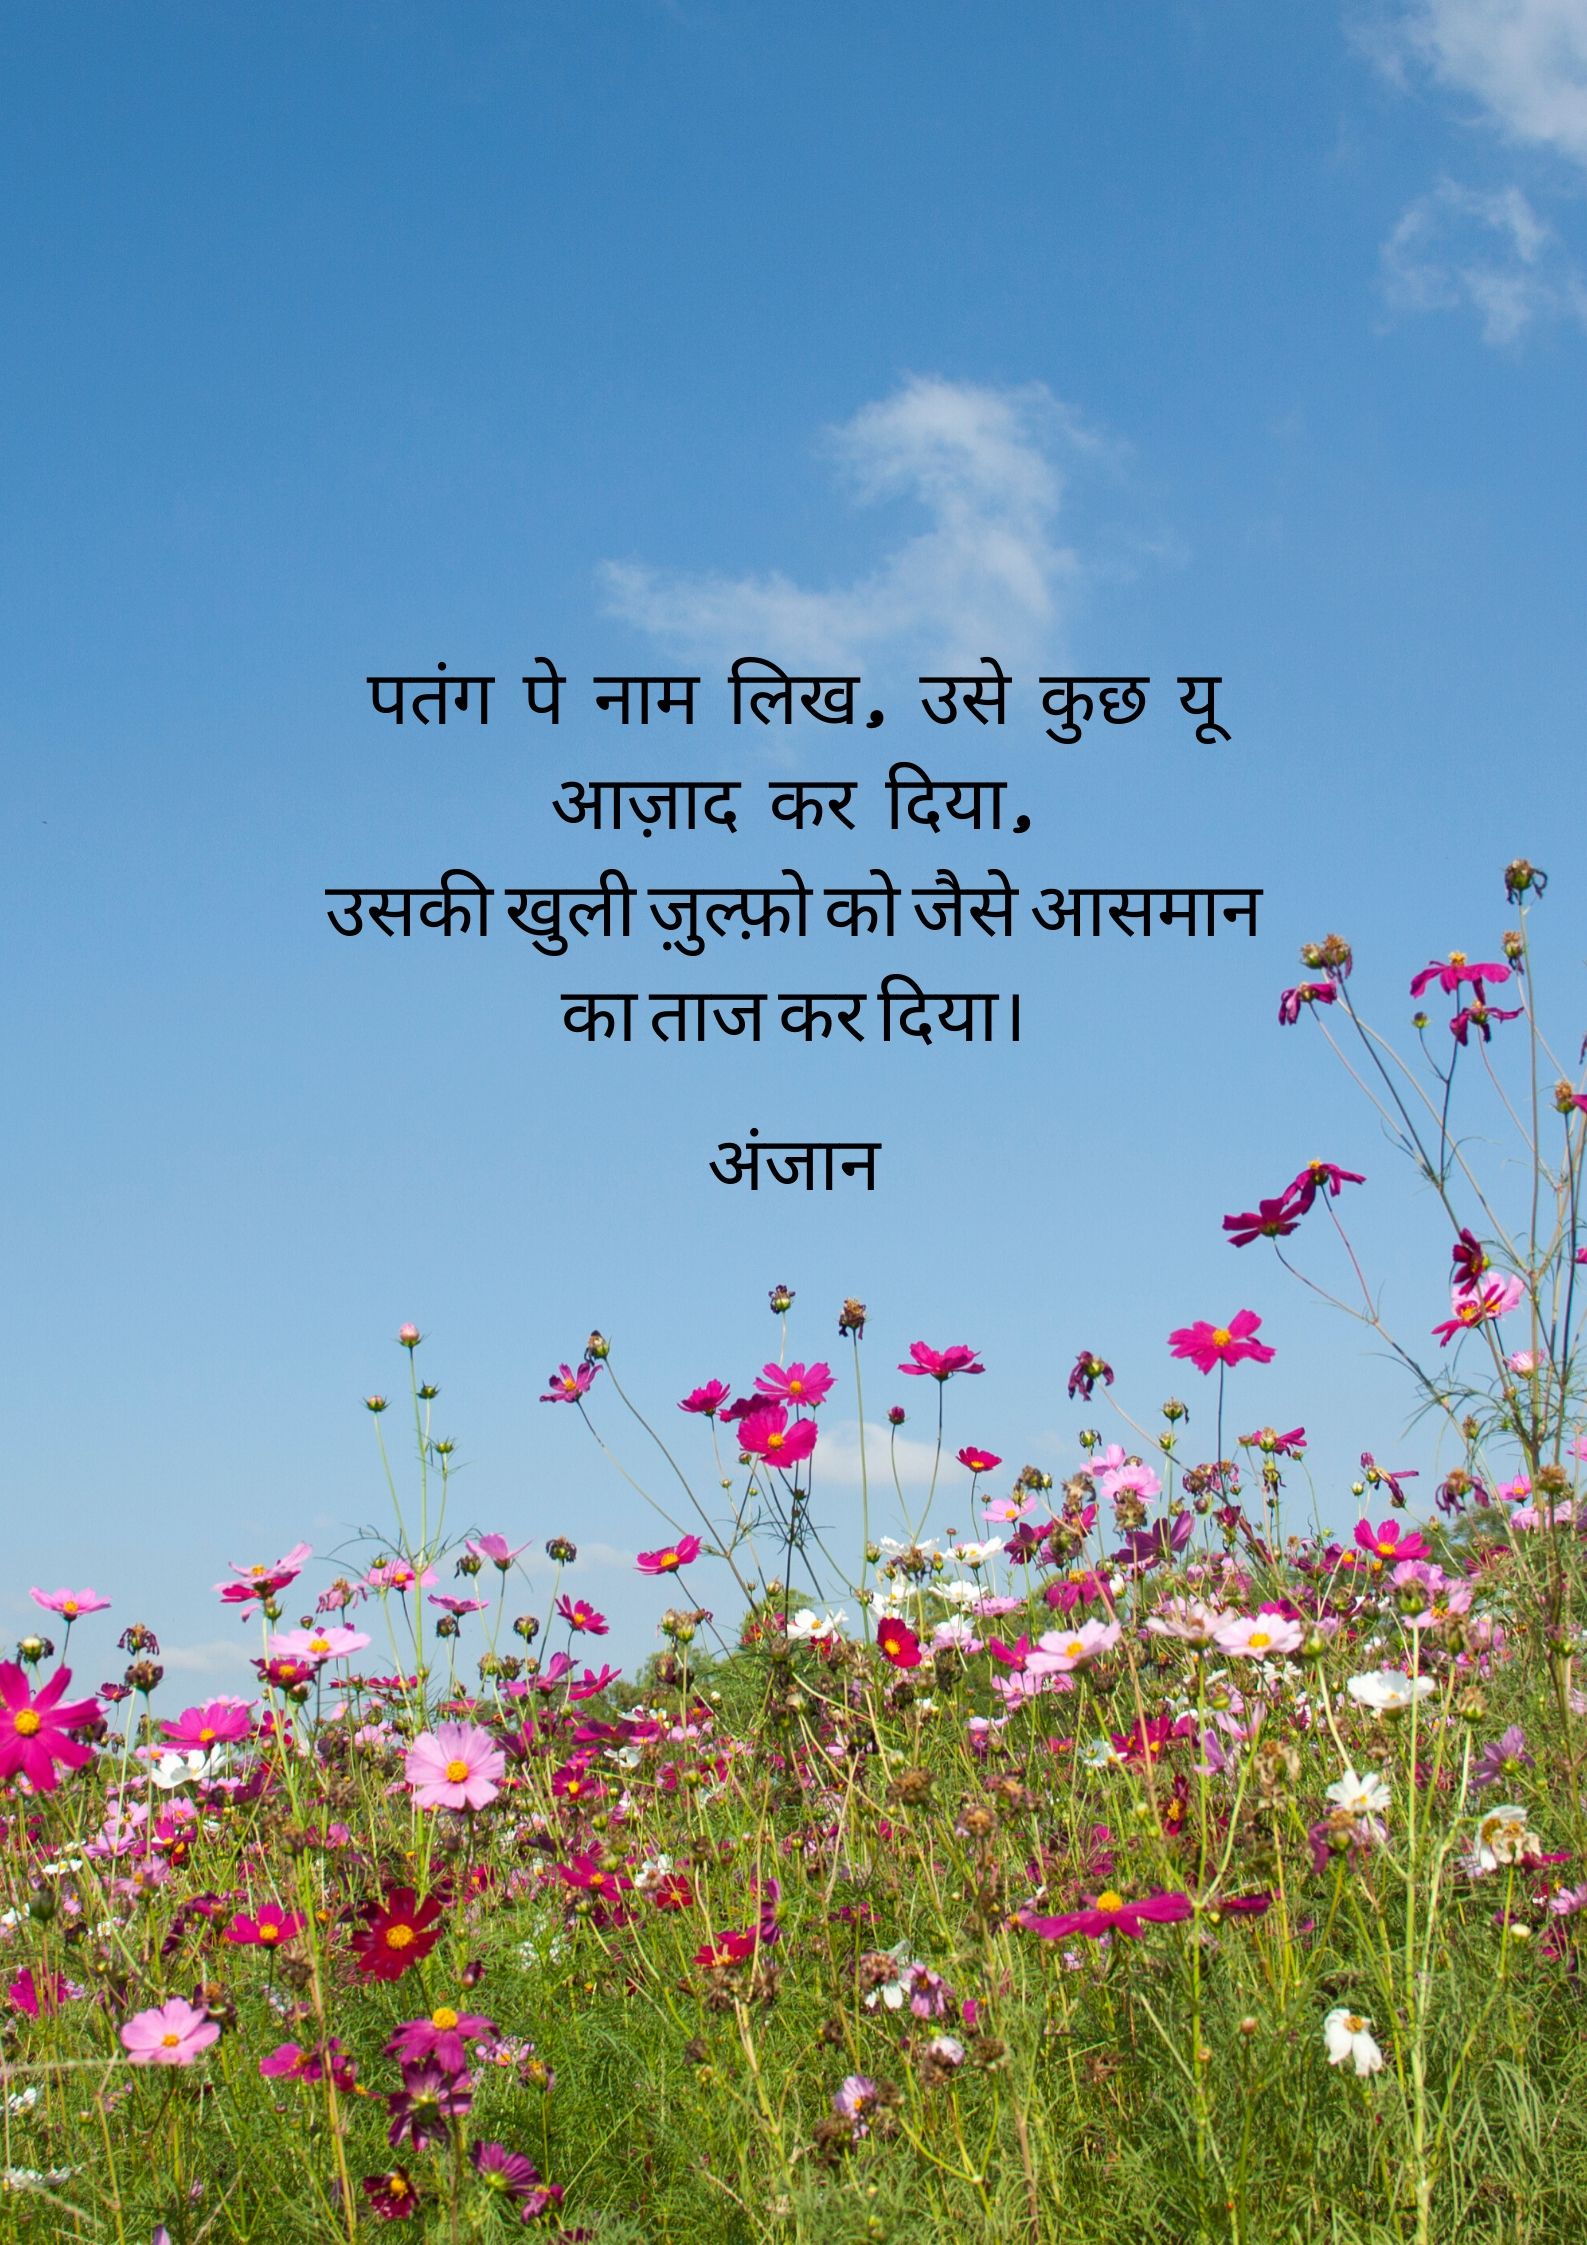 पतंग पे नाम लिख, उसे कुछ यू
आज़ाद कर दिया,
उसकी खुली ज़ुल्फ़ो को जैसे आसमान
का ताज कर दिया।
अंजान